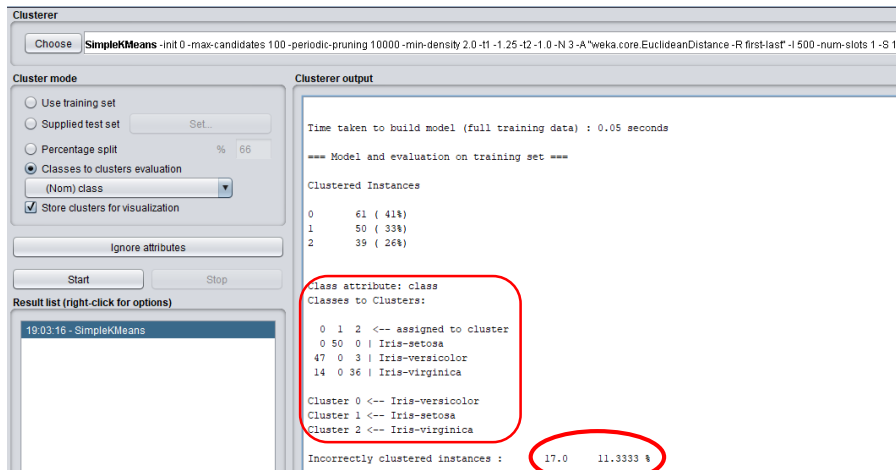 Clusterer
Choose SimpleKMeans -init 0 -max-candidates 100 -periodic-pruning 10000 -min-density 2.0 -t1 -1.25 -t2 -1.0 -N 3 -A "weka.core.EuclideanDistance -R first-last" -I 500 -num-slots 1 -S 1
Cluster mode
Use training set
Supplied test set Set...
Percentage split % 66
Classes to clusters evaluation
(Nom) class
Store clusters for visualization
Ignore attributes
Start Stop
Result list (right-click for options)
19:03:16 - SimpleKMeans
Clusterer output
Time taken to build model (full training data) : 0.05 seconds
=== Model and evaluation on training set ===
Clustered Instances
0 61 ( 41%)
1 50 ( 33%)
2 39 ( 26%)
Class attribute: class
Classes to Clusters:
0 1 2 <-- assigned to cluster
0 50 0 | Iris-setosa
47 0 3 | Iris-versicolor
14 0 36 | Iris-virginica
Cluster 0 <-- Iris-versicolor
Cluster 1 <-- Iris-setosa
Cluster 2 <-- Iris-virginica
Incorrectly clustered instances : 17.0 11.3333 %